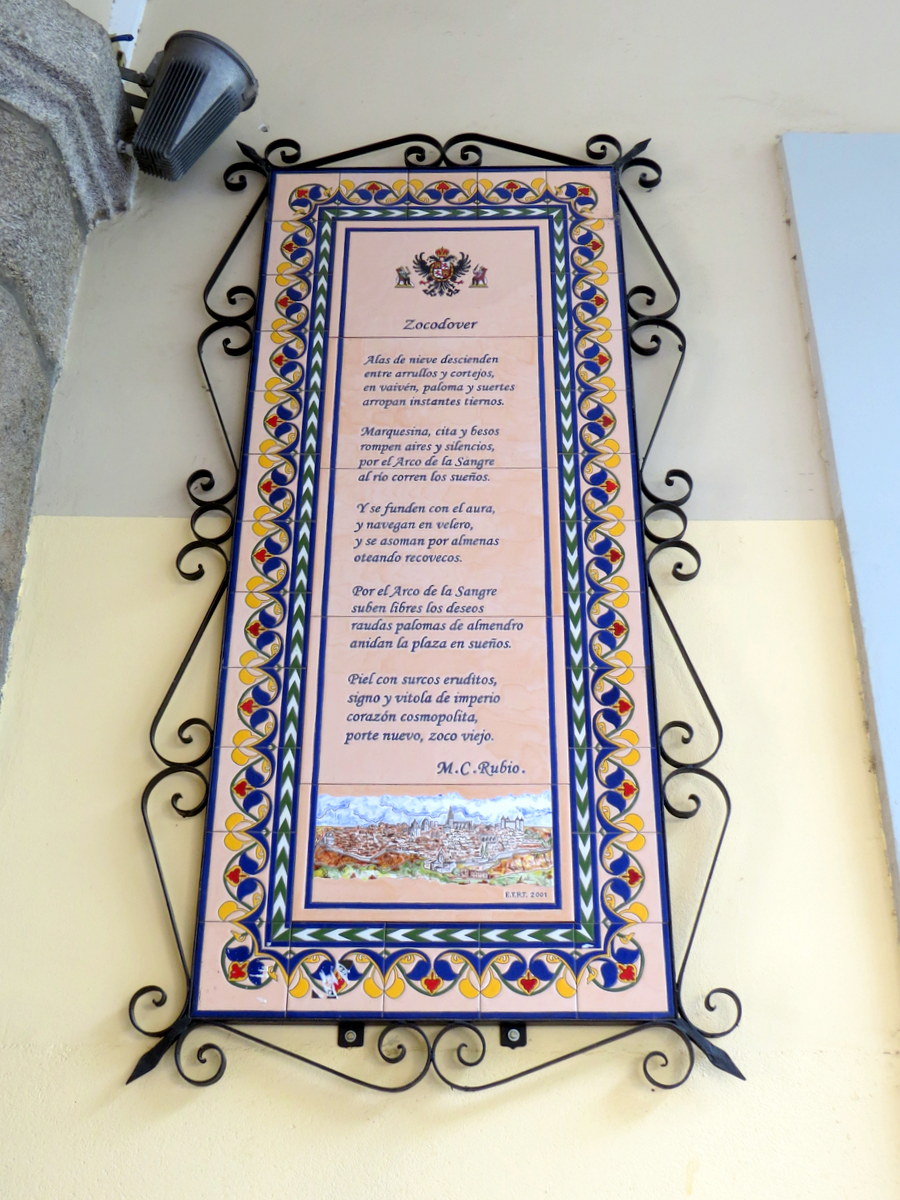 Zocodover
Alas de nieve descienden
entre arrullos y cortejos,
en vaivén, paloma y suertes
arropan instantes tiernos.
Marquesina, cita y besos
rompen aires y silencios,
por el Arco de la Sangre
al río corren los sueños.
Y se funden con el aura,
y navegan en velero,
y se asoman por almenas
oteando recovecos.
Por el Arco de la Sangre
suben libres los deseos
raudas palomas de almendro
anidan la plaza en sueños.
Piel con surcos eruditos,
signo y vitola de imperio
corazón cosmopolita,
porte nuevo, zoco viejo.
M.C.Rubio.
E.T.P.T. 2001